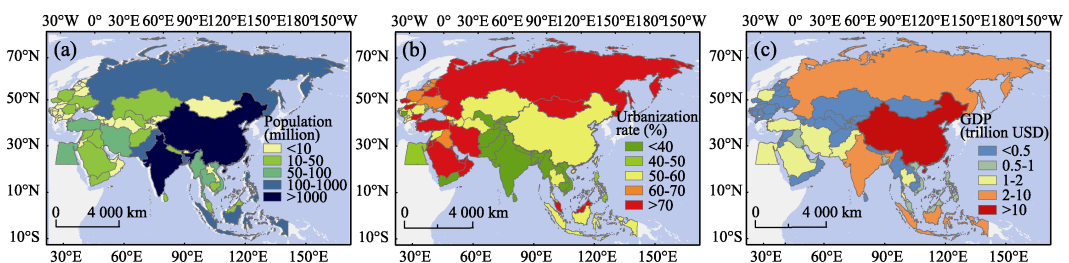 30°W 0° 30°E 60°E 90°E 120°E 150°E 180° 150°W
(a)
70°N
50°N
30°N
10°N
10°S
Population
(million)
<10
10-50
50-100
100-1000
>1000
0 4 000 km
30°E 60°E 90°E 120°E 150°E
30°W 0° 30°E 60°E 90°E 120°E 150°E 180° 150°W
(b)
70°N
50°N
30°N
10°N
10°S
Urbanization
rate (%)
<40
40-50
50-60
60-70
>70
0 4 000 km
30°E 60°E 90°E 120°E 150°E
30°W 0° 30°E 60°E 90°E 120°E 150°E 180° 150°W
(c)
70°N
50°N
30°N
10°N
10°S
GDP
(trillion USD)
<0.5
0.5-1
1-2
2-10
>10
0 4 000 km
30°E 60°E 90°E 120°E 150°E